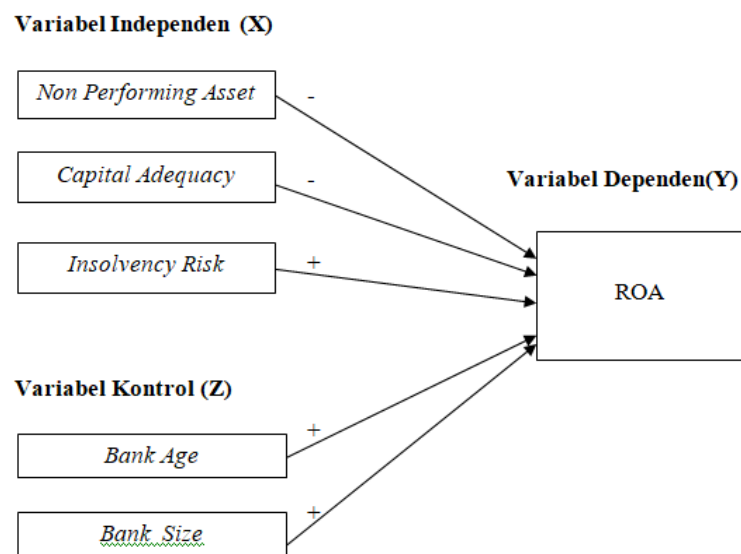 Variabel Independen (X)
Non Performing Asset
-
Capital Adequacy
-
Variabel Dependen(Y)
Insolvency Risk
+
ROA
Variabel Kontrol (Z)
+
Bank Age
+
Bank Size